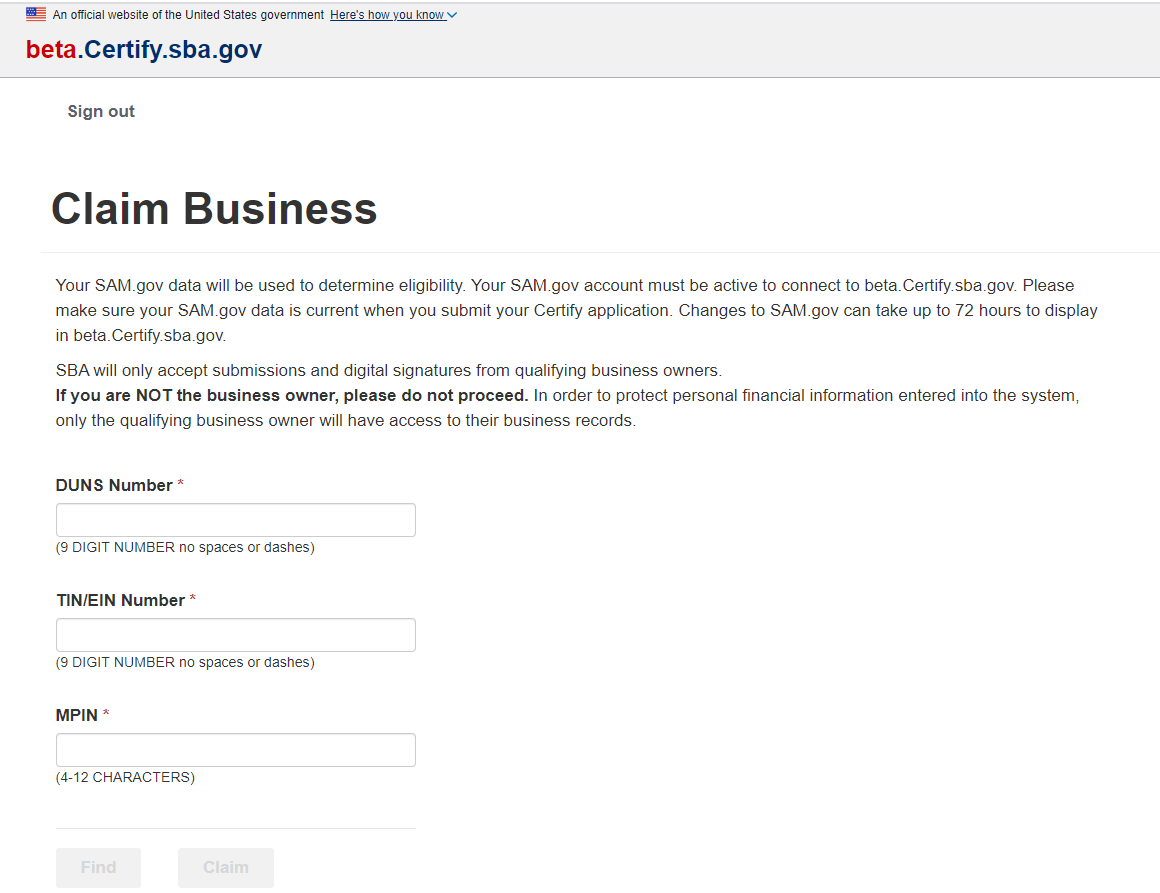 An official website of the United States government Here's how you know
beta.Certify.sba.gov
Sign out
Claim Business
Your SAM.gov data will be used to determine eligibility. Your SAM.gov account must be active to connect to beta.Certify.sba.gov. Please
make sure your SAM.gov data is current when you submit your Certify application. Changes to SAM.gov can take up to 72 hours to display
in beta.Certify.sba.gov.
SBA will only accept submissions and digital signatures from qualifying business owners.
If you are NOT the business owner, please do not proceed. In order to protect personal financial information entered into the system,
only the qualifying business owner will have access to their business records.
DUNS Number *
(9 DIGIT NUMBER no spaces or dashes)
TIN/EIN Number *
(9 DIGIT NUMBER no spaces or dashes)
MPIN *
(4-12 CHARACTERS)
Find Claim